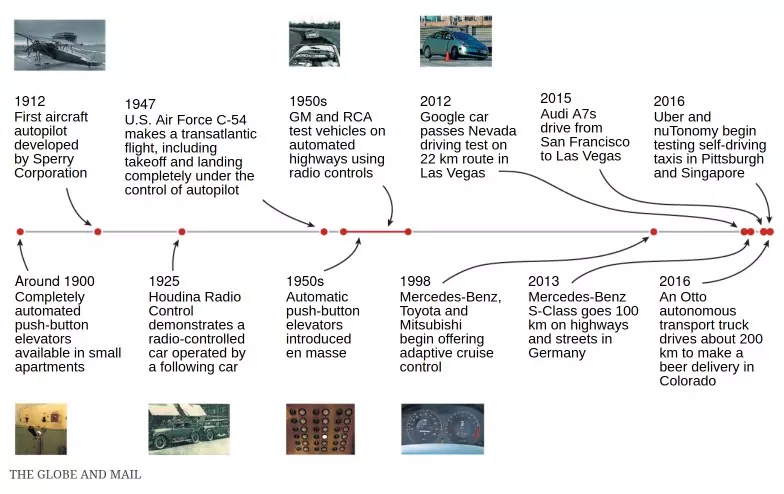 1912
First aircraft
autopilot
developed
by Sperry
Corporation
1947
U.S. Air Force C-54
makes a transatlantic
flight, including
takeoff and landing
completely under the
control of autopilot
1950s
GM and RCA
test vehicles on
automated
highways using
radio controls
2012
Google car
passes Nevada
driving test on
22 km route in
Las Vegas
2015
Audi A7s
drive from
San Francisco
to Las Vegas
2016
Uber and
nuTonomy begin
testing self-driving
taxis in Pittsburgh
and Singapore
Around 1900
Completely
automated
push-button
elevators
available in small
apartments
1925
Houdina Radio
Control
demonstrates a
radio-controlled
car operated by
a following car
1950s
Automatic
push-button
elevators
introduced
en masse
1998
Mercedes-Benz,
Toyota and
Mitsubishi
begin offering
adaptive cruise
control
2013
Mercedes-Benz
S-Class goes 100
km on highways
and streets in
Germany
2016
An Otto
autonomous
transport truck
drives about 200
km to make a
beer delivery in
Colorado
THE GLOBE AND MAIL